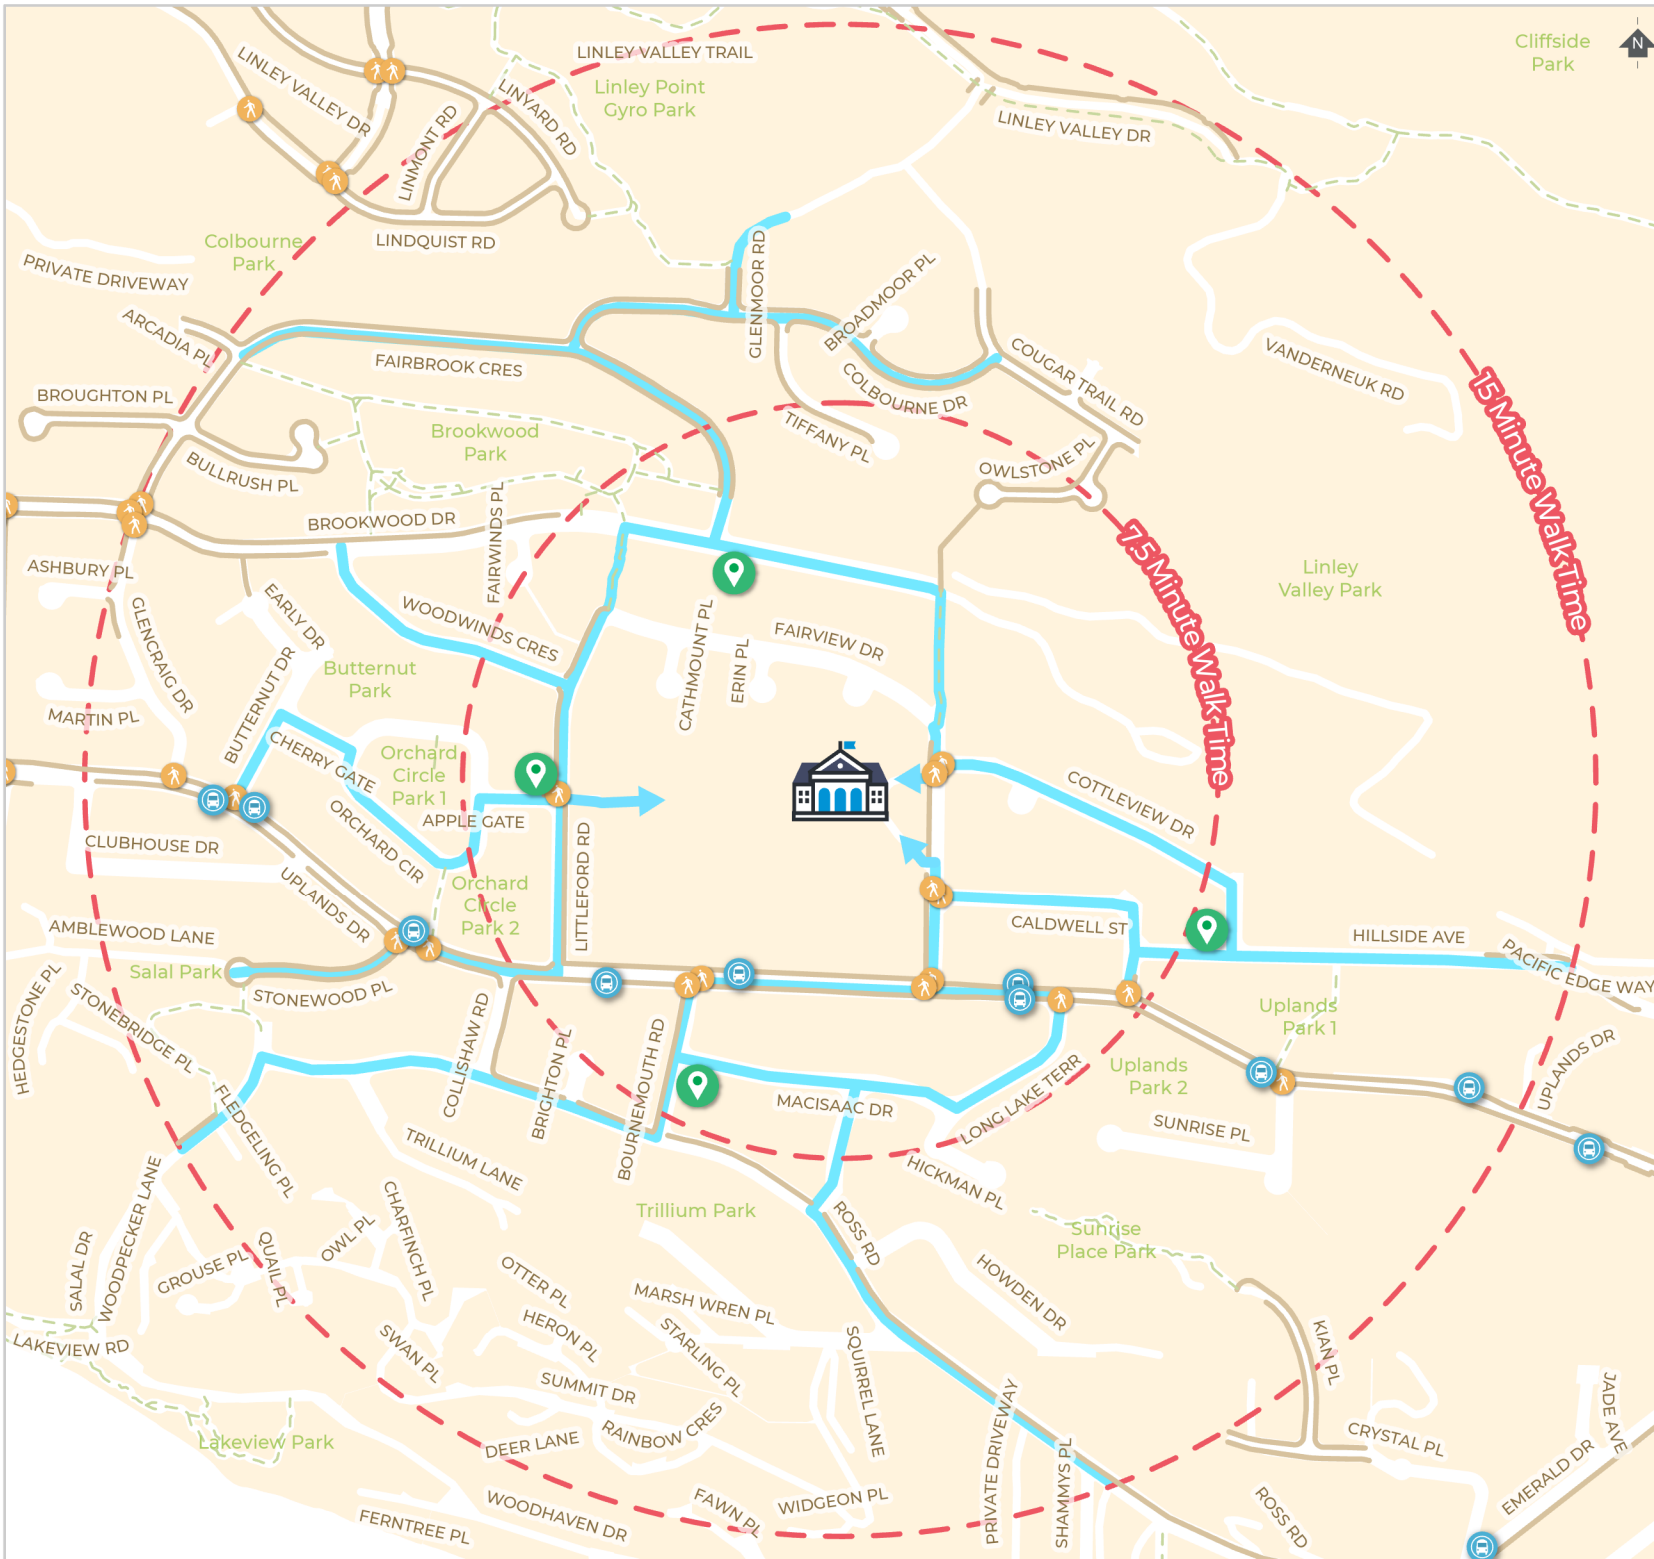 LINLEY VALLEY TRAIL
Cliffside
Park
N
LINLEY VALLEY DR
Linley Point
Gyro Park
LINYARD RD
LINMONT RD
LINLEY VALLEY DR
LINDQUIST RD
Colbourne
Park
PRIVATE DRIVEWAY
GLENMOOR RD
BROADMOOR PL
ARCADIA PL
FAIRBROOK CRES
COUGAR TRAIL RD
VANDERNEUK RD
BROUGHTON PL
COLBOURNE DR
TIFFANY PL
15 Minute Walk Time
Brookwood
Park
BULLRUSH PL
OWLSTONE PL
FAIRWINDS PL
BROOKWOOD DR
7.5 Minute Walk Time
ASHBURY PL
Linley
Valley Park
GLENCRAIG DR
EARLY DR
WOODWINDS CRES
CATHMOUNT PL
ERIN PL
FAIRVIEW DR
Butternut
Park
BUTTERNUT DR
MARTIN PL
CHERRY GATE
Orchard
Circle
Park 1
COTTLEVIEW DR
APPLE GATE
ORCHARD CIR
CLUBHOUSE DR
LITTLEFORD RD
UPLANDS DR
Orchard
Circle
Park 2
CALDWELL ST
HILLSIDE AVE
AMBLEWOOD LANE
PACIFIC EDGE WAY
Salal Park
STONEWOOD PL
HEDGESTONE PL
STONEBRIDGE PL
COLLISHAW RD
BRIGHTON PL
BOURNEMOUTH RD
Uplands
Park 1
UPLANDS DR
Uplands
Park 2
FLEDGELING PL
MACISAAC DR
LONG LAKE TERR
SUNRISE PL
TRILLIUM LANE
HICKMAN PL
WOODPECKER LANE
SALAL DR
Trillium Park
ROSS RD
Sunrise
Place Park
CHARFINCH PL
OWL PL
QUAIL PL
GROUSE PL
OTTER PL
HOWDEN DR
MARSH WREN PL
HERON PL
STARLING PL
LAKEVIEW RD
SWAN PL
SQUIRREL LANE
KIAN PL
SUMMIT DR
RAINBOW CRES
PRIVATE DRIVEWAY
JADE AVE
Lakeview Park
DEER LANE
CRYSTAL PL
SHAMMYS PL
EMERALD DR
WOODHAVEN DR
FAWN PL
WIDGEON PL
ROSS RD
FERNTREE PL